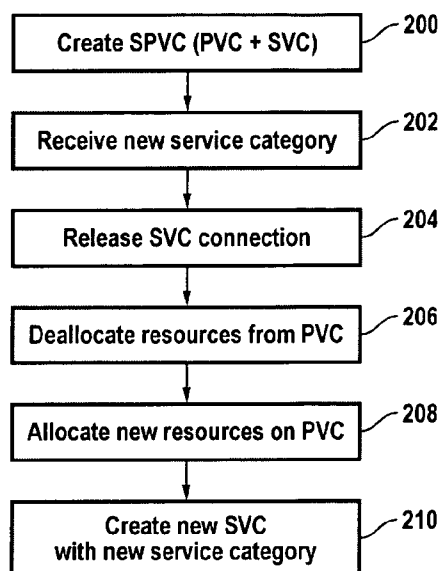 Create SPVC (PVC + SVC)
200
Receive new service category
202
Release SVC connection
204
Deallocate resources from PVC
206
Allocate new resources on PVC
208
Create new SVC
with new service category
210